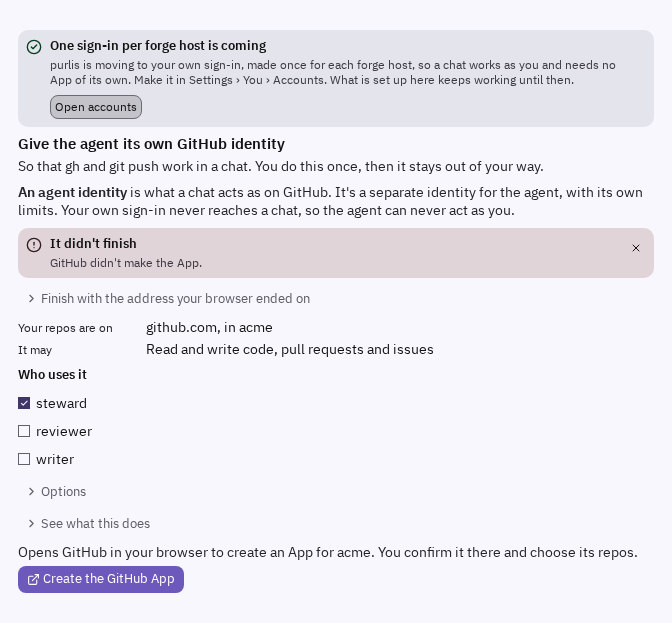 One sign-in per forge host is coming
purlis is moving to your own sign-in, made once for each forge host, so a chat works as you and needs no
App of its own. Make it in Settings › You › Accounts. What is set up here keeps working until then.
Open accounts
Give the agent its own GitHub identity
So that gh and git push work in a chat. You do this once, then it stays out of your way.
An agent identity is what a chat acts as on GitHub. It's a separate identity for the agent, with its own
limits. Your own sign-in never reaches a chat, so the agent can never act as you.
It didn't finish
GitHub didn't make the App.
Finish with the address your browser ended on
Your repos are on github.com, in acme
It may Read and write code, pull requests and issues
Who uses it
steward
reviewer
writer
Options
See what this does
Opens GitHub in your browser to create an App for acme. You confirm it there and choose its repos.
Create the GitHub App